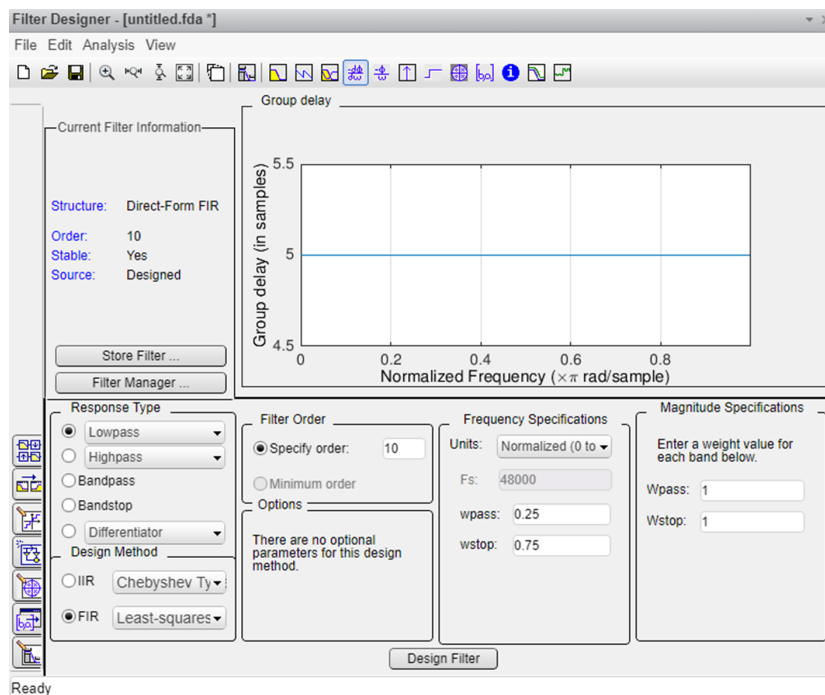 Filter Designer - [untitled.fda *]
File Edit Analysis View
Group delay
Current Filter Information
Structure: Direct-Form FIR
Order: 10
Stable: Yes
Source: Designed
Store Filter ...
Filter Manager ...
Group delay (in samples)
5.5
5
4.5
0 0.2 0.4 0.6 0.8
Normalized Frequency (×π rad/sample)
Response Type
Lowpass
Highpass
Bandpass
Bandstop
Differentiator
Design Method
IIR Chebyshev Ty
FIR Least-squares
Filter Order
Specify order: 10
Minimum order
Options
There are no optional
parameters for this design
method.
Frequency Specifications
Units: Normalized (0 to
Fs: 48000
wpass: 0.25
wstop: 0.75
Magnitude Specifications
Enter a weight value for
each band below.
Wpass: 1
Wstop: 1
Design Filter
Ready